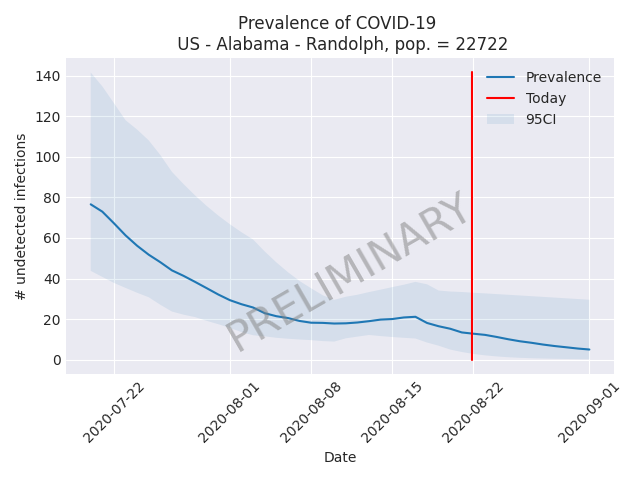 Prevalence of COVID-19
US - Alabama - Randolph, pop. = 22722
# undetected infections
140
120
100
80
60
40
20
0
Prevalence
Today
95CI
PRELIMINARY
2020-07-22
2020-08-01
2020-08-08
2020-08-15
2020-08-22
2020-09-01
Date